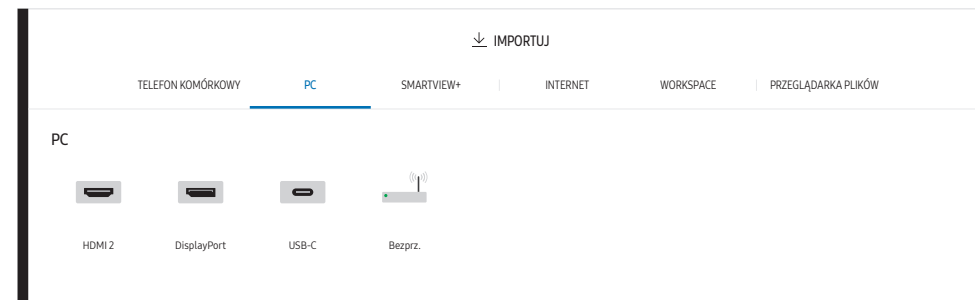 IMPORTUJ
TELEFON KOMÓRKOWY PC SMARTVIEW+ INTERNET WORKSPACE PRZEGLĄDARKA PLIKÓW
PC
HDMI 2 DisplayPort USB-C Bezprz.